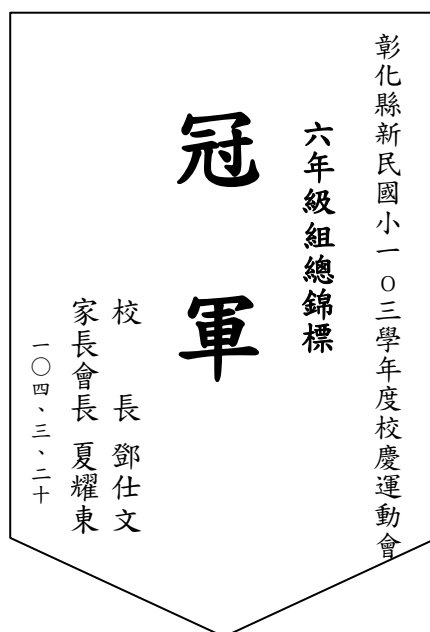 彰化縣新民國小一0三學年度校慶運動會
六年級組總錦標
冠軍
校 長 鄧仕文
家長會長 夏耀東
一〇四、三、二十